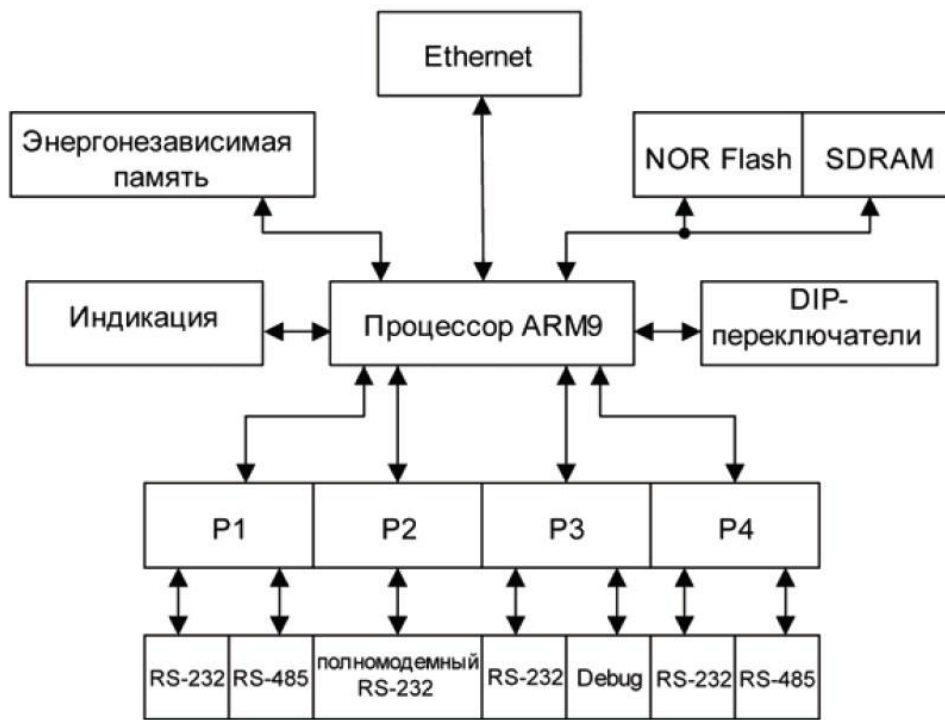 Ethernet
Энергонезависимая
память
NOR Flash
SDRAM
Индикация
Процессор ARM9
DIP-
переключатели
P1
P2
P3
P4
RS-232
RS-485
полномодемный
RS-232
RS-232
Debug
RS-232
RS-485